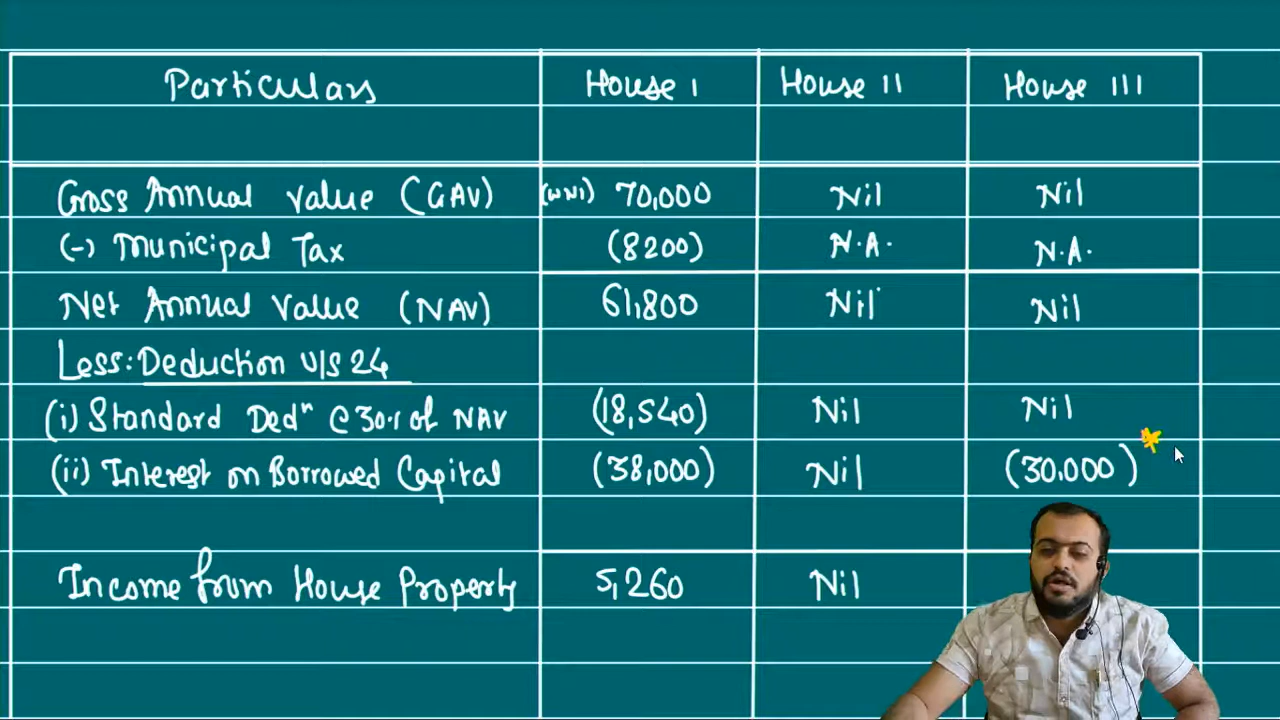 Particulars House I House II House III
Gross Annual Value (GAV) (WN1) 70,000 Nil Nil
(-) Municipal Tax (8200) N.A. N.A.
Net Annual Value (NAV) 61,800 Nil Nil
Less: Deduction U/S 24
(i) Standard Dedn @ 30% of NAV (18,540) Nil Nil
(ii) Interest on Borrowed Capital (38,000) Nil (30,000) *
Income from House Property 5,260 Nil